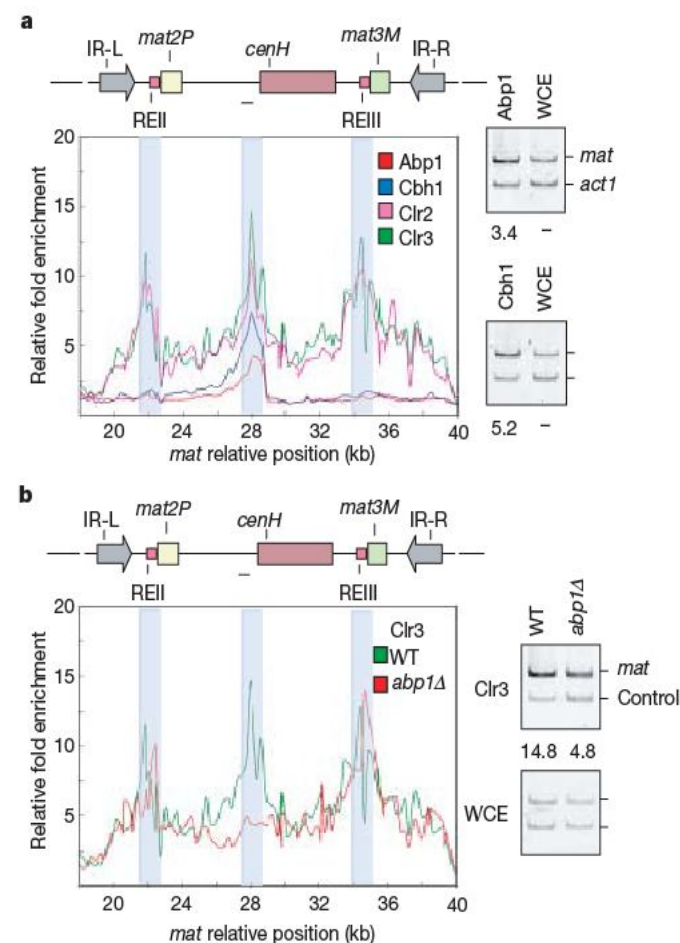 a
IR-L mat2P cenH mat3M IR-R
REII REIII
Relative fold enrichment
20
15
10
5
Abp1
Cbh1
Clr2
Clr3
20 24 28 32 36 40
mat relative position (kb)
Abp1 WCE
mat
act1
3.4 –
Cbh1 WCE
5.2 –
b
IR-L mat2P cenH mat3M IR-R
REII REIII
Relative fold enrichment
20
15
10
5
Clr3
WT
abp1Δ
20 24 28 32 36 40
mat relative position (kb)
WT abp1Δ
Clr3
mat
Control
14.8 4.8
WCE